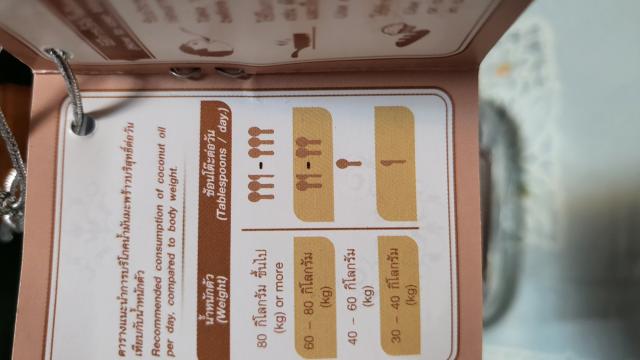 ตารางแนะนำการบริโภคน้ำมันมะพร้าวบริสุทธิ์ต่อวัน
เทียบกับน้ำหนักตัว
Recommended consumption of coconut oil
per day, compared to body weight.
น้ำหนักตัว
(Weight)
ช้อนโต๊ะต่อวัน
(Tablespoons / day.)
80 กิโลกรัม ขึ้นไป
(kg) or more
-
60 – 80 กิโลกรัม
(kg)
-
40 – 60 กิโลกรัม
(kg)
30 – 40 กิโลกรัม
(kg)